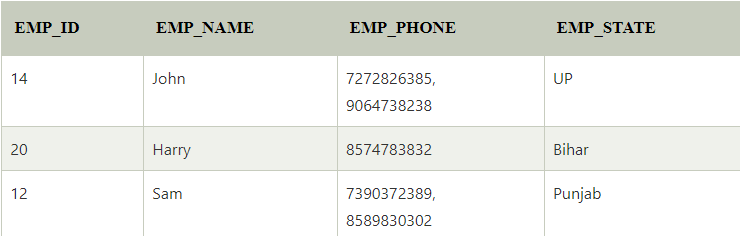 EMP_ID EMP_NAME EMP_PHONE EMP_STATE
14 John 7272826385, UP
9064738238
20 Harry 8574783832 Bihar
12 Sam 7390372389, Punjab
8589830302